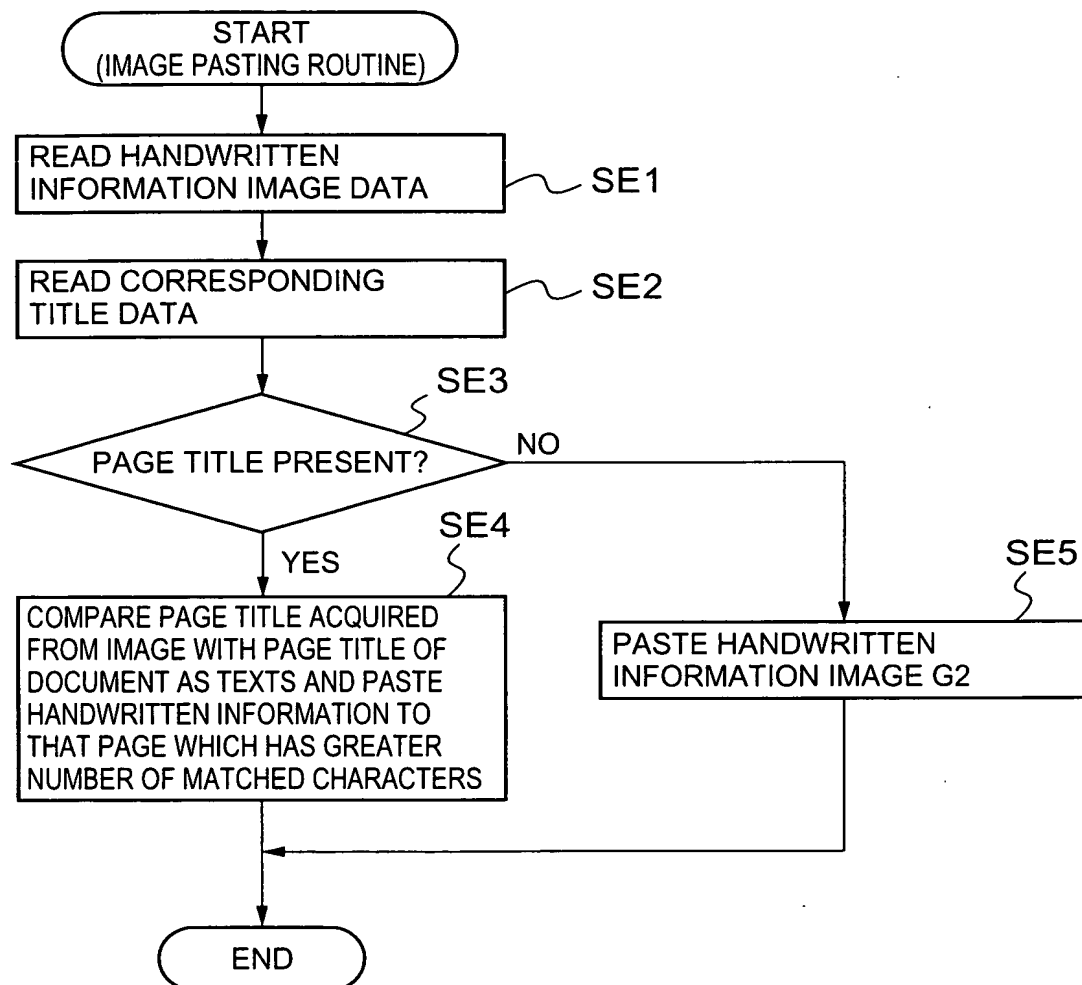 START
(IMAGE PASTING ROUTINE)
READ HANDWRITTEN
INFORMATION IMAGE DATA
SE1
READ CORRESPONDING
TITLE DATA
SE2
SE3
PAGE TITLE PRESENT?
NO
YES
SE4
COMPARE PAGE TITLE ACQUIRED
FROM IMAGE WITH PAGE TITLE OF
DOCUMENT AS TEXTS AND PASTE
HANDWRITTEN INFORMATION TO
THAT PAGE WHICH HAS GREATER
NUMBER OF MATCHED CHARACTERS
SE5
PASTE HANDWRITTEN
INFORMATION IMAGE G2
END